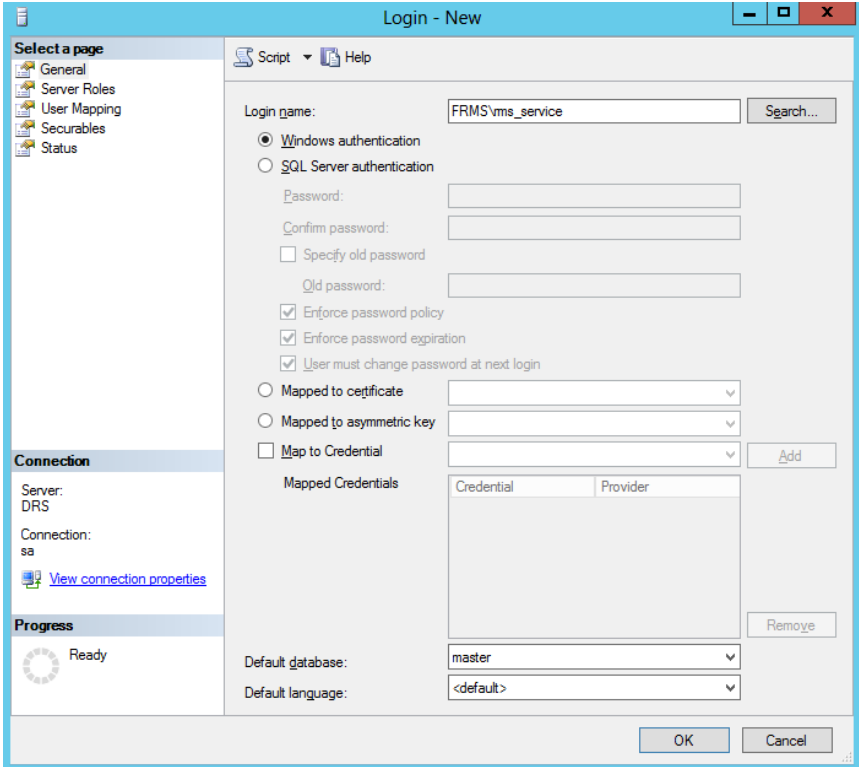 Login - New
Select a page
General
Server Roles
User Mapping
Securables
Status
Script Help
Login name: FRMS\rms_service Search...
Windows authentication
SQL Server authentication
Password:
Confirm password:
Specify old password
Old password:
Enforce password policy
Enforce password expiration
User must change password at next login
Mapped to certificate
Mapped to asymmetric key
Map to Credential Add
Mapped Credentials Credential Provider
Remove
Default database: master
Default language: <default>
Connection
Server:
DRS
Connection:
sa
View connection properties
Progress
Ready
OK Cancel